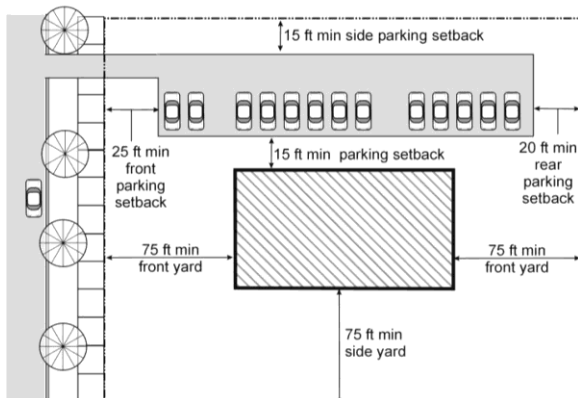 15 ft min side parking setback
25 ft min
front
parking
setback
15 ft min parking setback
20 ft min
rear
parking
setback
75 ft min
front yard
75 ft min
front yard
75 ft min
side yard